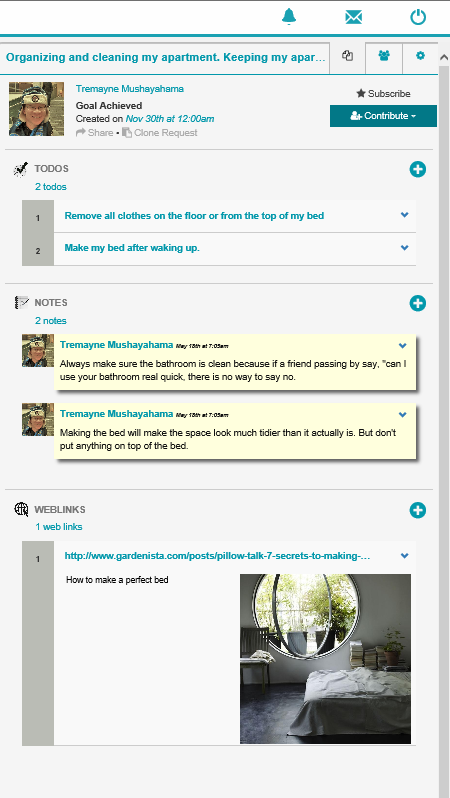 Organizing and cleaning my apartment. Keeping my apar...
Tremayne Mushayahama
Goal Achieved
Created on Nov 30th at 12:00am
Share • Clone Request
Subscribe
Contribute
TODOS
2 todos
1 Remove all clothes on the floor or from the top of my bed
2 Make my bed after waking up.
NOTES
2 notes
Tremayne Mushayahama May 18th at 7:05am
Always make sure the bathroom is clean because if a friend passing by say, "can I
use your bathroom real quick, there is no way to say no.
Tremayne Mushayahama May 18th at 7:05am
Making the bed will make the space look much tidier than it actually is. But don't
put anything on top of the bed.
WEBLINKS
1 web links
1 http://www.gardenista.com/posts/pillow-talk-7-secrets-to-making-...
How to make a perfect bed